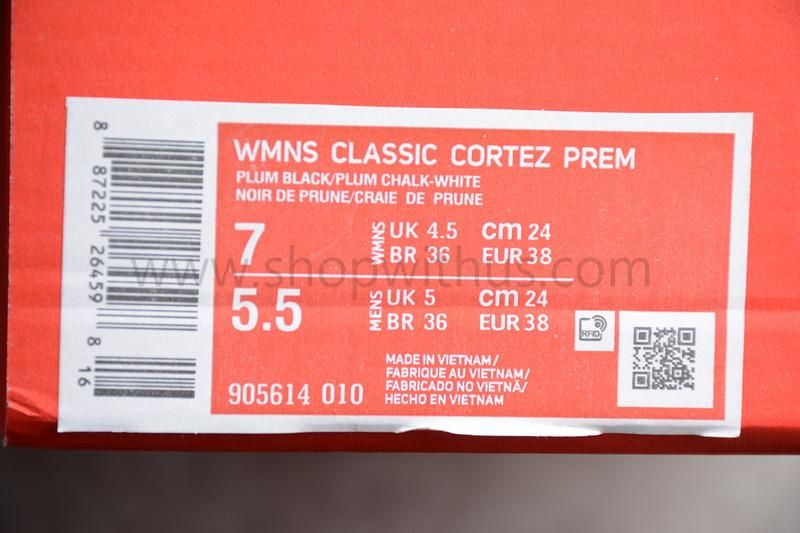 WMNS CLASSIC CORTEZ PREM
PLUM BLACK/PLUM CHALK-WHITE
NOIR DE PRUNE/CRAIE DE PRUNE
7 WMNS UK 4.5 cm 24
BR 36 EUR 38
www.shopwithus.com
5.5 MENS UK 5 cm 24
BR 36 EUR 38
RFID
MADE IN VIETNAM/
FABRIQUE AU VIETNAM/
FABRICADO NO VIETNÃ/
HECHO EN VIETNAM
905614 010
8 87225 26459 8 16